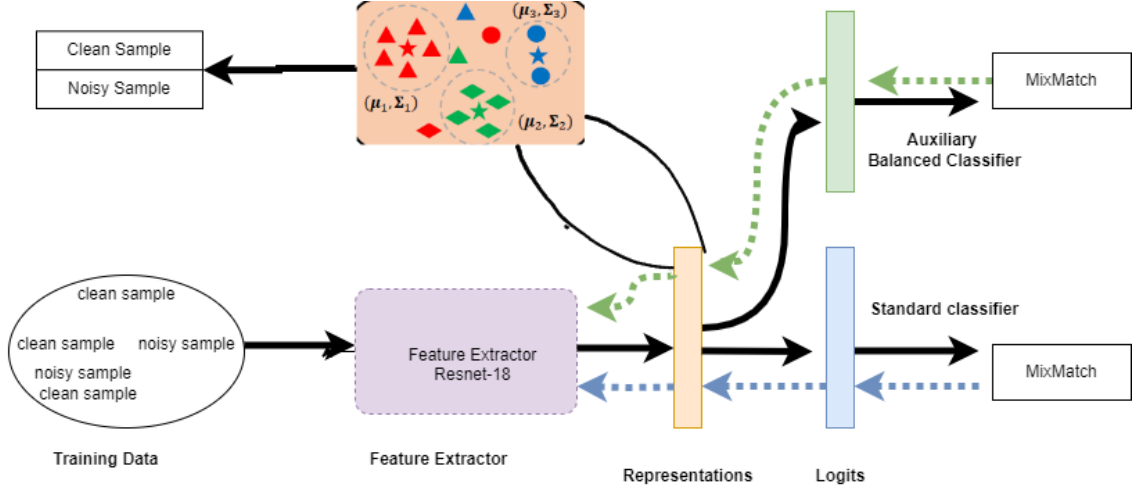 Clean Sample
Noisy Sample
(μ₃, Σ₃)
(μ₁, Σ₁)
(μ₂, Σ₂)
MixMatch
Auxiliary
Balanced Classifier
clean sample
clean sample
noisy sample
noisy sample
clean sample
Feature Extractor
Resnet-18
Standard classifier
MixMatch
Training Data
Feature Extractor
Representations
Logits